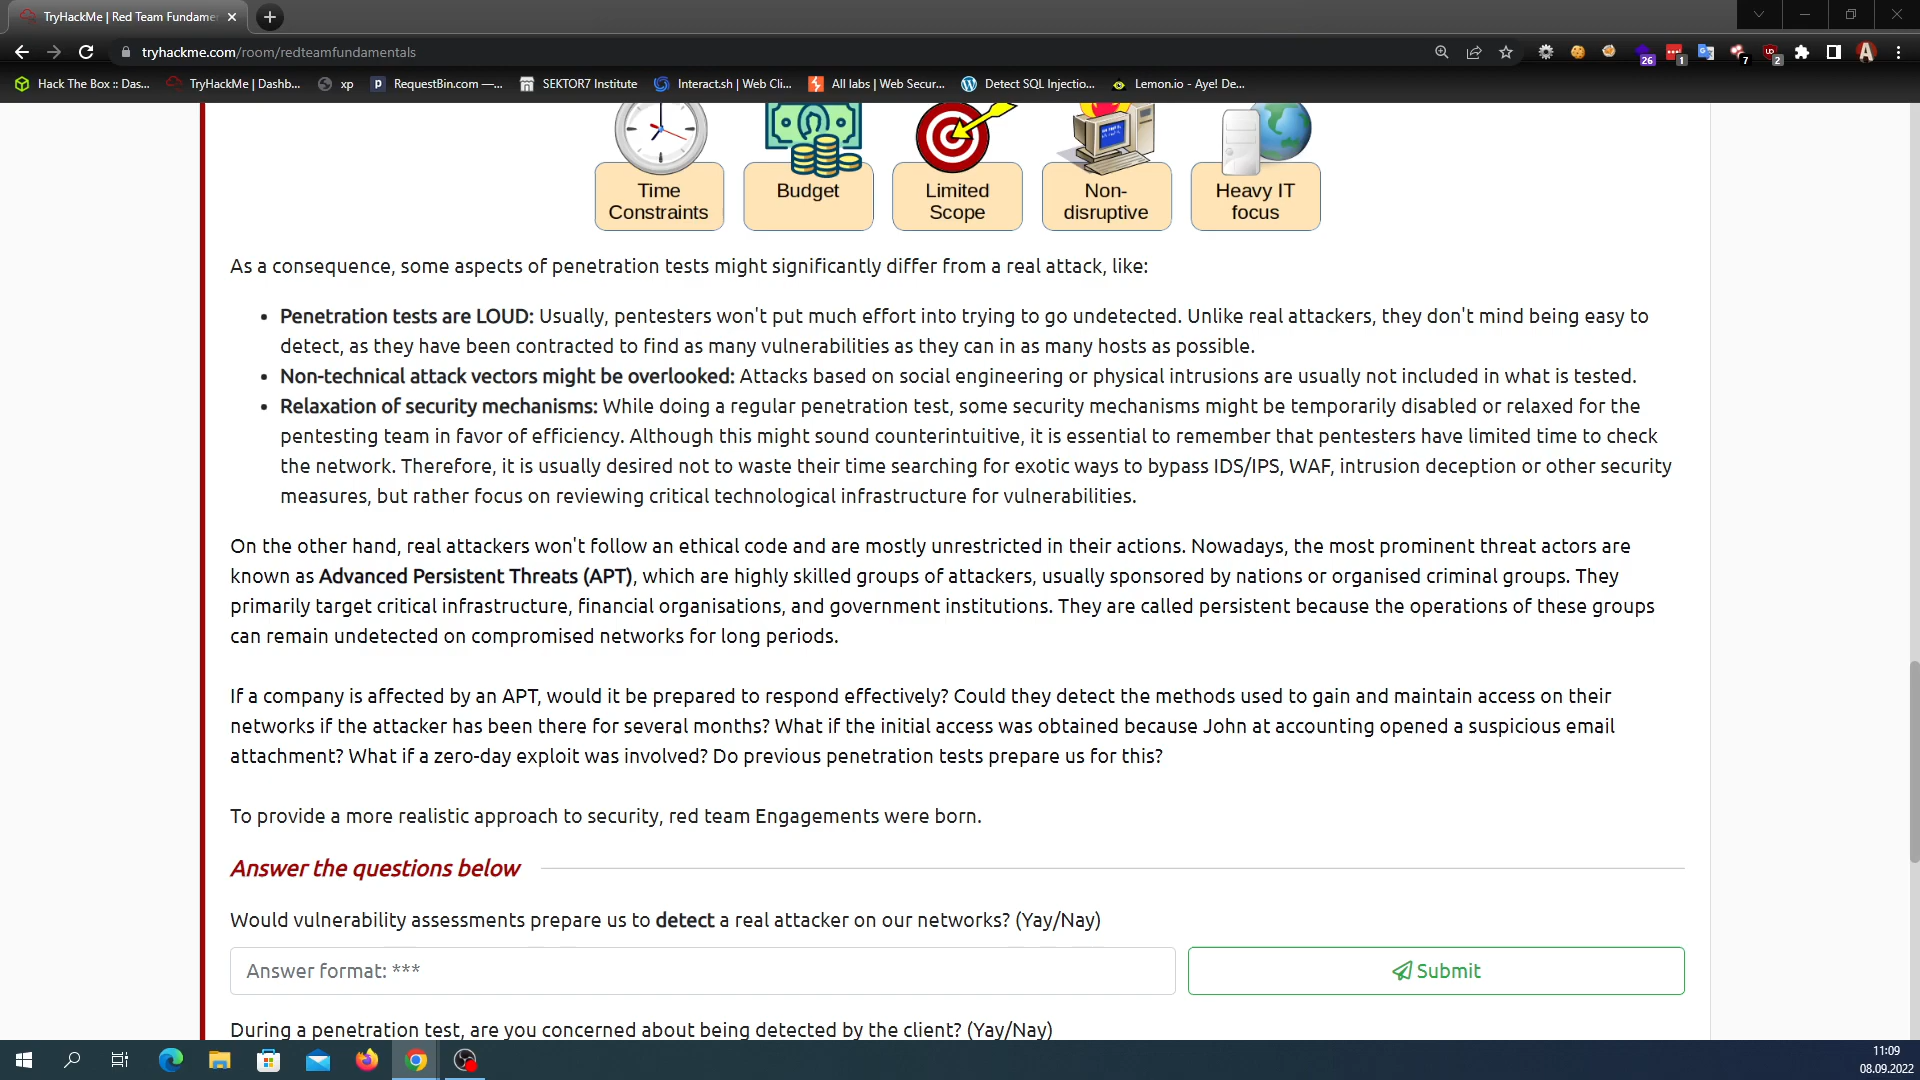 TryHackMe | Red Team Fundamen
tryhackme.com/room/redteamfundamentals
26
1
7
2
A
Hack The Box :: Das...
TryHackMe | Dashb...
xp
RequestBin.com —...
SEKTOR7 Institute
Interact.sh | Web Cli...
All labs | Web Secur...
Detect SQL Injectio...
Lemon.io - Aye! De...
Time
Constraints
Budget
Limited
Scope
Non-
disruptive
Heavy IT
focus
As a consequence, some aspects of penetration tests might significantly differ from a real attack, like:
Penetration tests are LOUD: Usually, pentesters won't put much effort into trying to go undetected. Unlike real attackers, they don't mind being easy to
detect, as they have been contracted to find as many vulnerabilities as they can in as many hosts as possible.
Non-technical attack vectors might be overlooked: Attacks based on social engineering or physical intrusions are usually not included in what is tested.
Relaxation of security mechanisms: While doing a regular penetration test, some security mechanisms might be temporarily disabled or relaxed for the
pentesting team in favor of efficiency. Although this might sound counterintuitive, it is essential to remember that pentesters have limited time to check
the network. Therefore, it is usually desired not to waste their time searching for exotic ways to bypass IDS/IPS, WAF, intrusion deception or other security
measures, but rather focus on reviewing critical technological infrastructure for vulnerabilities.
On the other hand, real attackers won't follow an ethical code and are mostly unrestricted in their actions. Nowadays, the most prominent threat actors are
known as Advanced Persistent Threats (APT), which are highly skilled groups of attackers, usually sponsored by nations or organised criminal groups. They
primarily target critical infrastructure, financial organisations, and government institutions. They are called persistent because the operations of these groups
can remain undetected on compromised networks for long periods.
If a company is affected by an APT, would it be prepared to respond effectively? Could they detect the methods used to gain and maintain access on their
networks if the attacker has been there for several months? What if the initial access was obtained because John at accounting opened a suspicious email
attachment? What if a zero-day exploit was involved? Do previous penetration tests prepare us for this?
To provide a more realistic approach to security, red team Engagements were born.
Answer the questions below
Would vulnerability assessments prepare us to detect a real attacker on our networks? (Yay/Nay)
Answer format: ***
Submit
During a penetration test, are you concerned about being detected by the client? (Yay/Nay)
11:09
08.09.2022